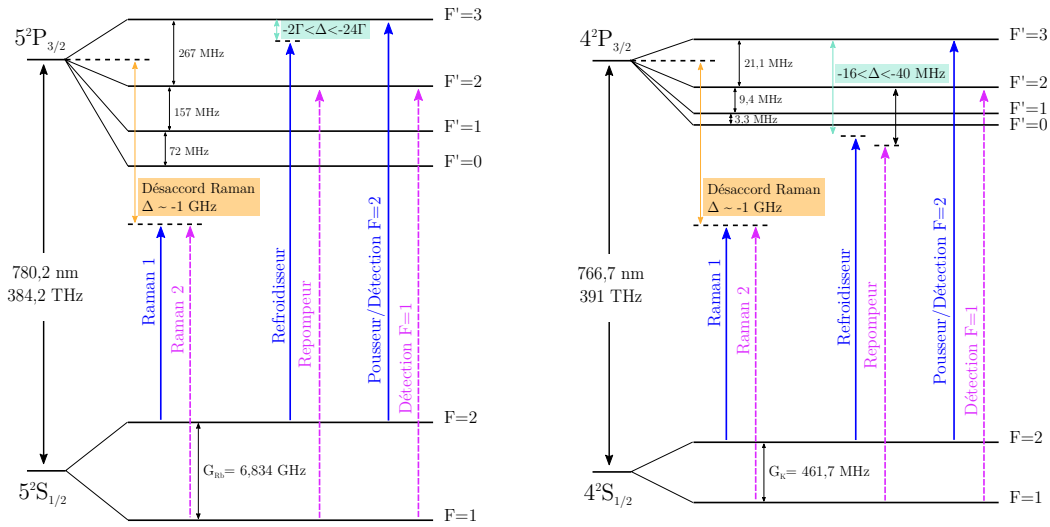 5²P3/2
F'=3
-2Γ<Δ<-24Γ
267 MHz
F'=2
157 MHz
F'=1
72 MHz
F'=0
Désaccord Raman
Δ ~ -1 GHz
780,2 nm
384,2 THz
Raman 1
Raman 2
Refroidisseur
Repompeur
Pousseur/Détection F=2
Détection F=1
F=2
GRb= 6,834 GHz
5²S1/2
F=1
4²P3/2
F'=3
21,1 MHz
-16<Δ<-40 MHz
F'=2
9,4 MHz
F'=1
3.3 MHz
F'=0
Désaccord Raman
Δ ~ -1 GHz
766,7 nm
391 THz
Raman 1
Raman 2
Refroidisseur
Repompeur
Pousseur/Détection F=2
Détection F=1
F=2
GK= 461,7 MHz
4²S1/2
F=1